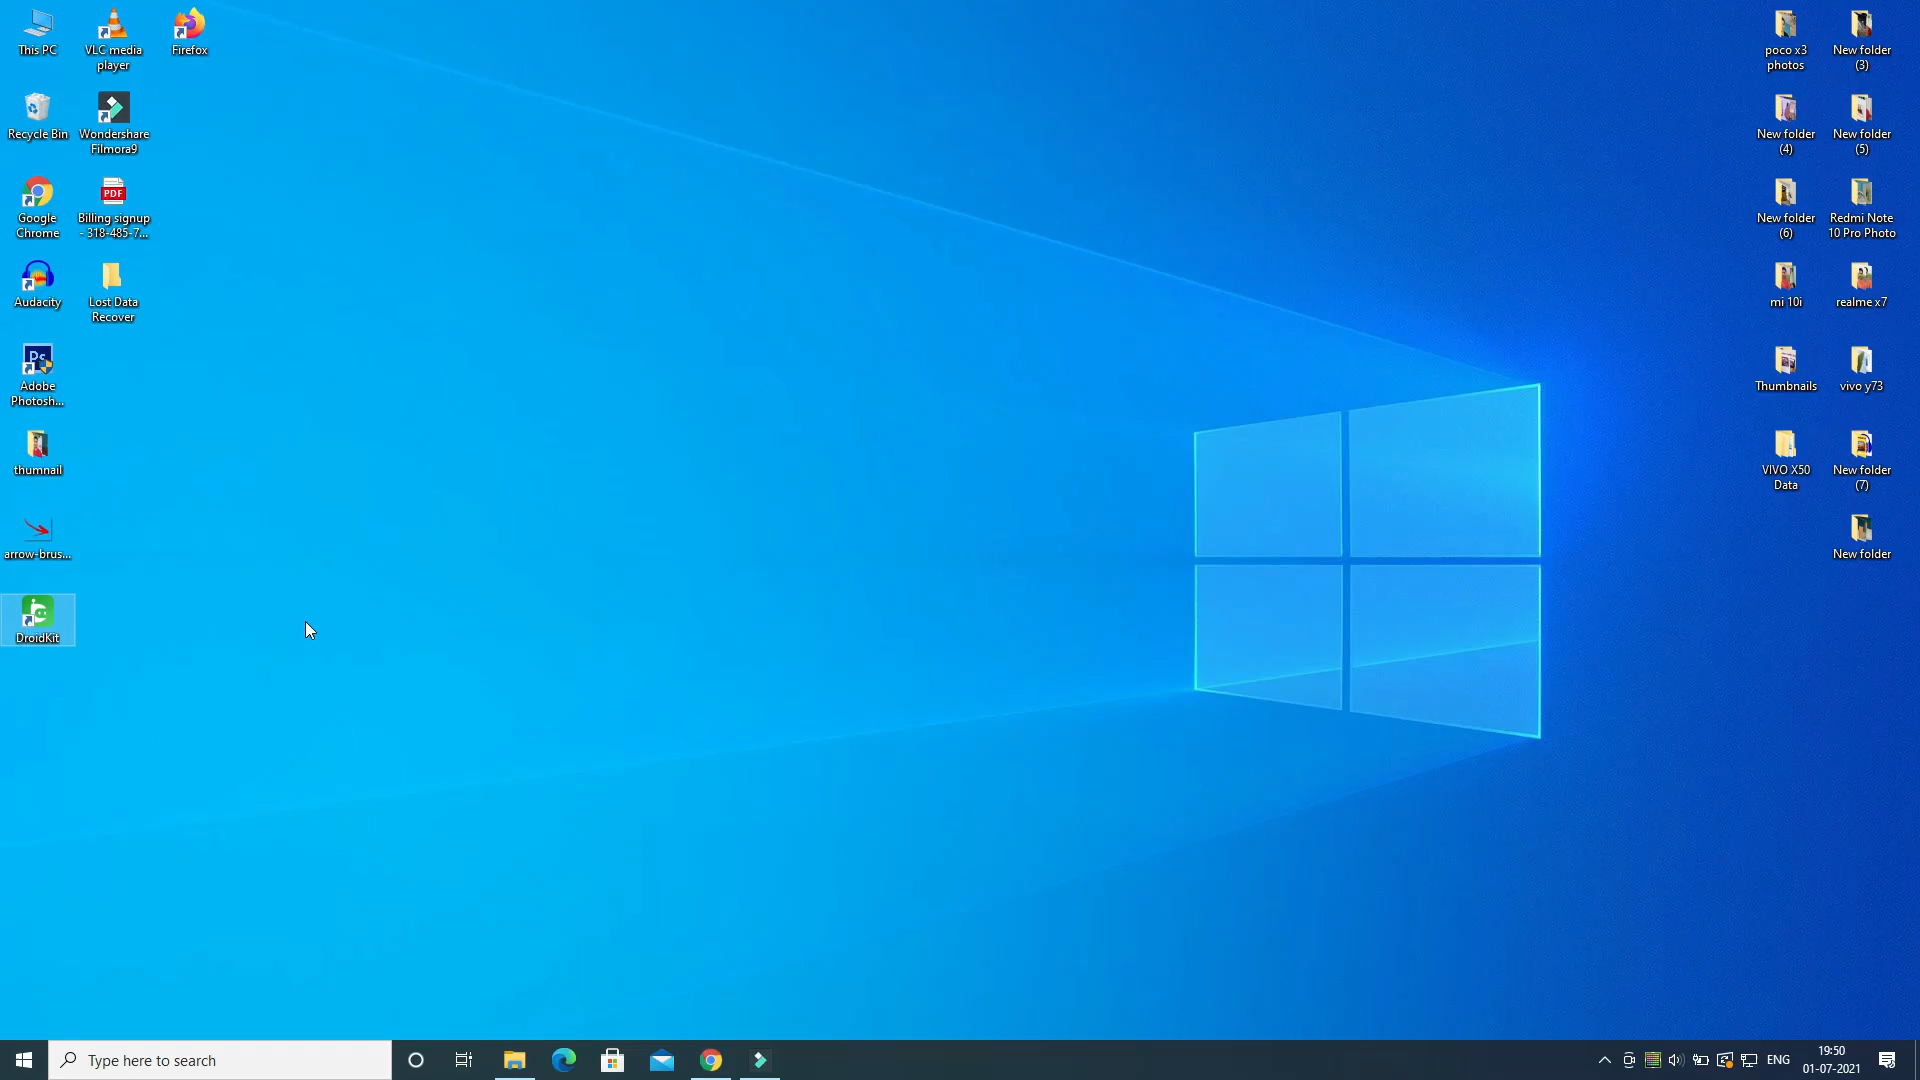 This PC
VLC media
player
Firefox
Recycle Bin
Wondershare
Filmora9
Google
Chrome
PDF
Billing signup
- 318-485-7...
Audacity
Lost Data
Recover
Ps
Adobe
Photosh...
thumnail
arrow-brus...
DroidKit
poco x3
photos
New folder
(3)
New folder
(4)
New folder
(5)
New folder
(6)
Redmi Note
10 Pro Photo
mi 10i
realme x7
Thumbnails
vivo y73
VIVO X50
Data
New folder
(7)
New folder
Type here to search
ENG
19:50
01-07-2021